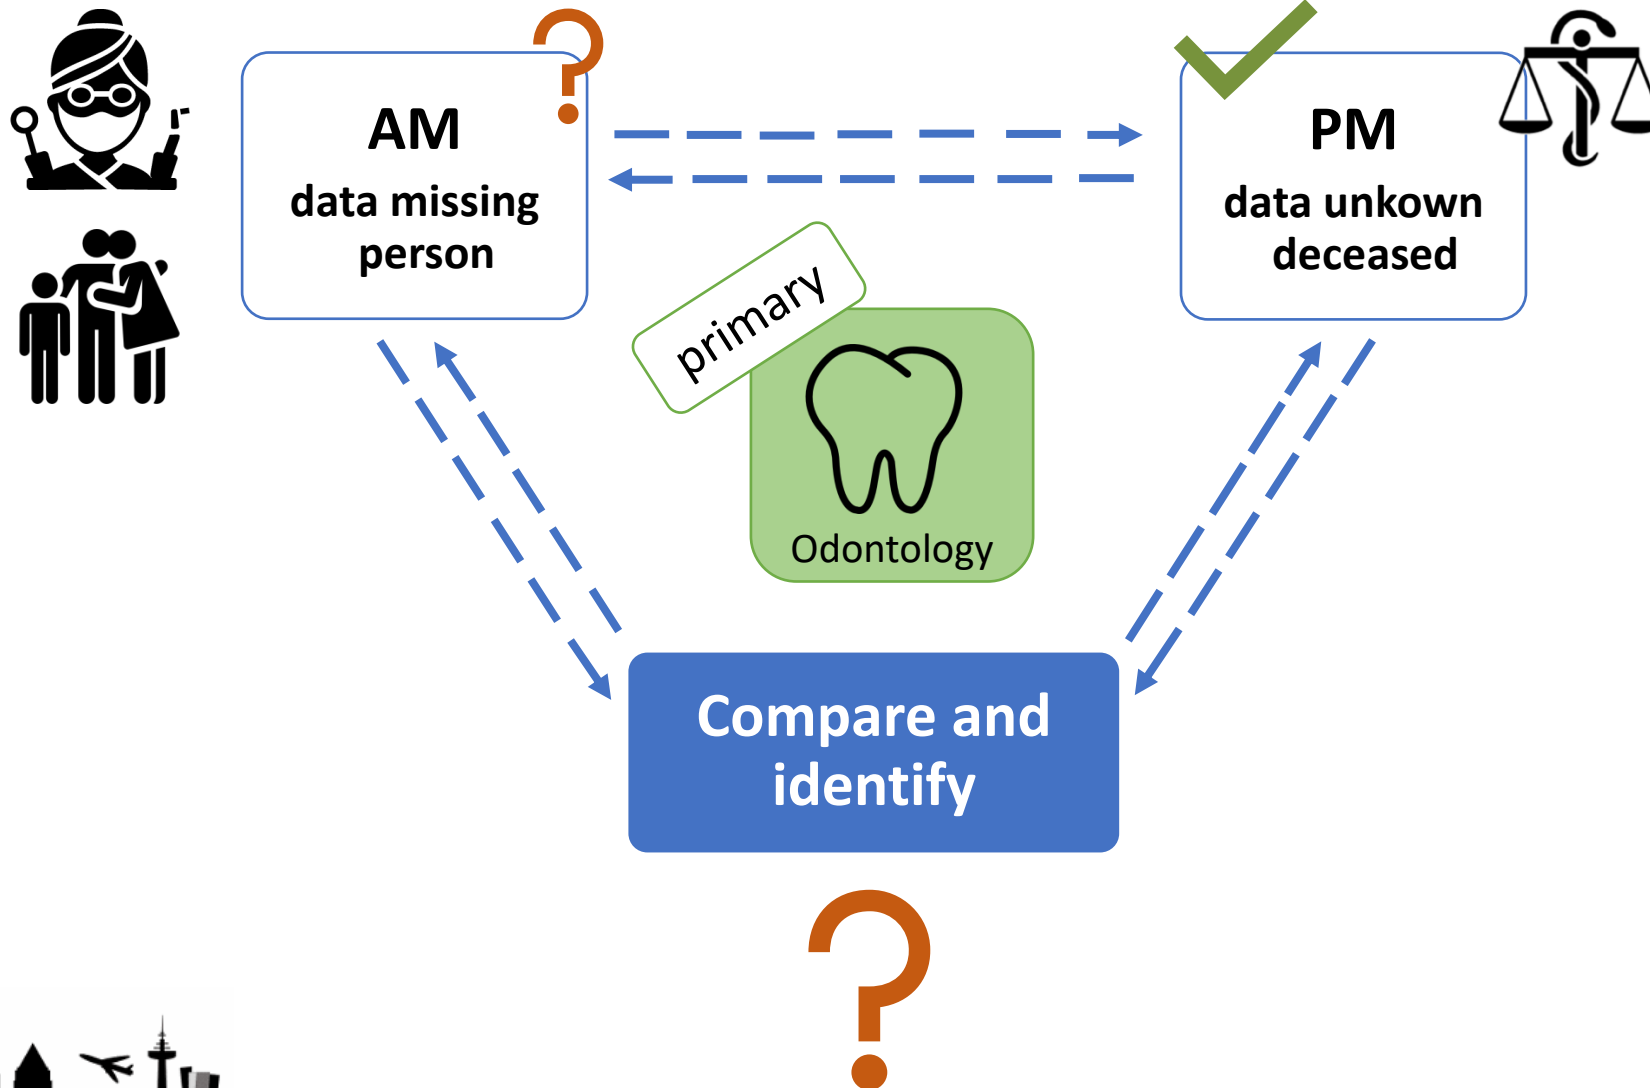 AM
data missing
person
PM
data unkown
deceased
primary
Odontology
Compare and
identify
?
?